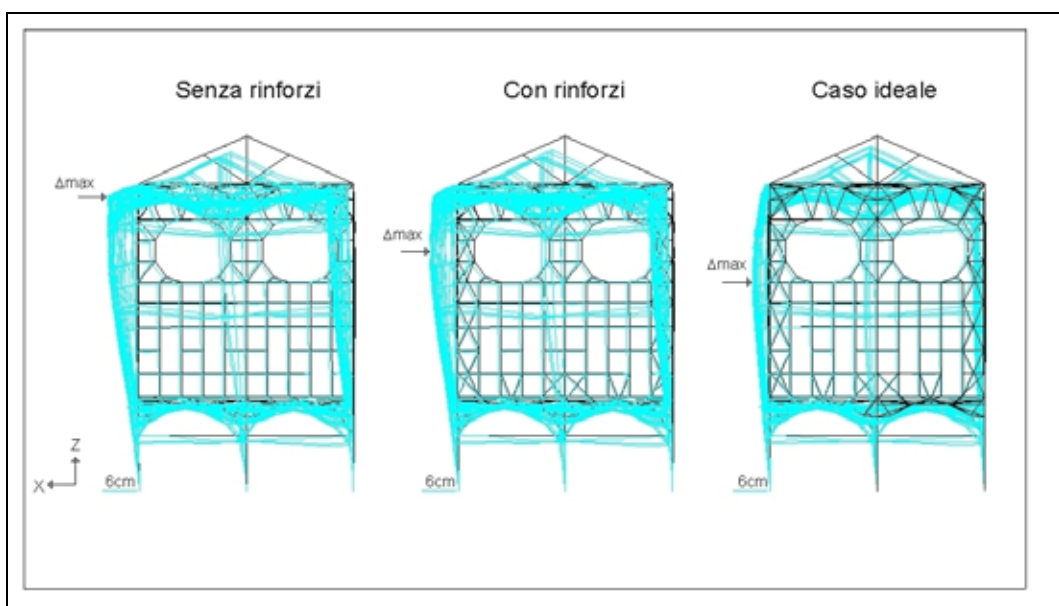 Senza rinforzi
Con rinforzi
Caso ideale
Δmax
Δmax
Δmax
Z
X
6cm
6cm
6cm